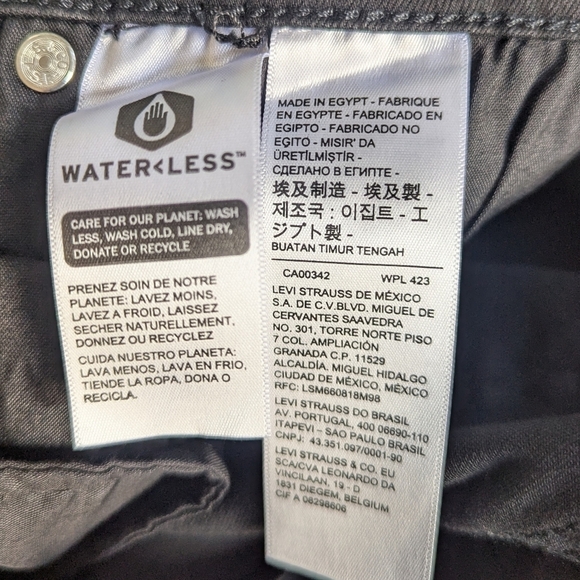 WATER<LESS™
CARE FOR OUR PLANET: WASH
LESS, WASH COLD, LINE DRY,
DONATE OR RECYCLE
PRENEZ SOIN DE NOTRE
PLANETE: LAVEZ MOINS,
LAVEZ A FROID, LAISSEZ
SECHER NATURELLEMENT,
DONNEZ OU RECYCLEZ
CUIDA NUESTRO PLANETA:
LAVA MENOS, LAVA EN FRIO,
TIENDE LA ROPA, DONA O
RECICLA.
MADE IN EGYPT - FABRIQUE
EN EGYPTE - FABRICADO EN
EGIPTO - FABRICADO NO
EGITO - MISIR' DA
ÜRETİLMİŞTİR -
СДЕЛАНО В ЕГИПТЕ -
埃及制造 - 埃及製 -
제조국 : 이집트 - エ
ジプト製 -
BUATAN TIMUR TENGAH
CA00342 WPL 423
LEVI STRAUSS DE MÉXICO
S.A. DE C.V.BLVD. MIGUEL DE
CERVANTES SAAVEDRA
NO. 301, TORRE NORTE PISO
7 COL. AMPLIACIÓN
GRANADA C.P. 11529
ALCALDÍA. MIGUEL HIDALGO
CIUDAD DE MÉXICO, MÉXICO
RFC: LSM660818M98
LEVI STRAUSS DO BRASIL
AV. PORTUGAL, 400 06690-110
ITAPEVI – SAO PAULO BRASIL
CNPJ: 43.351.097/0001-90
LEVI STRAUSS & CO. EU
SCA/CVA LEONARDO DA
VINCILAAN, 19 - D
1831 DIEGEM, BELGIUM
CIF A 08298606